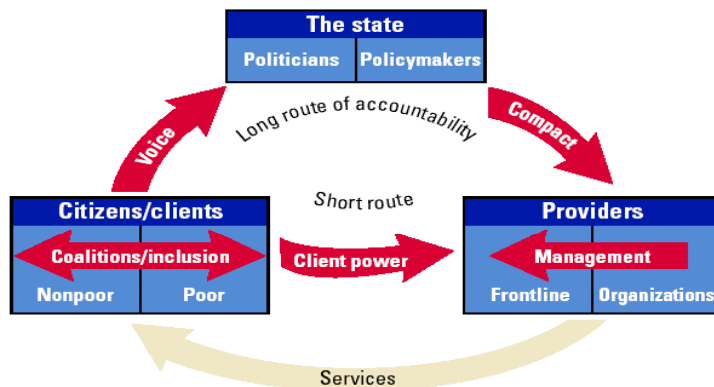 The state
Politicians Policymakers
Long route of accountability
Voice
Compact
Short route
Citizens/clients
Providers
Coalitions/inclusion
Client power
Management
Nonpoor Poor
Frontline Organizations
Services